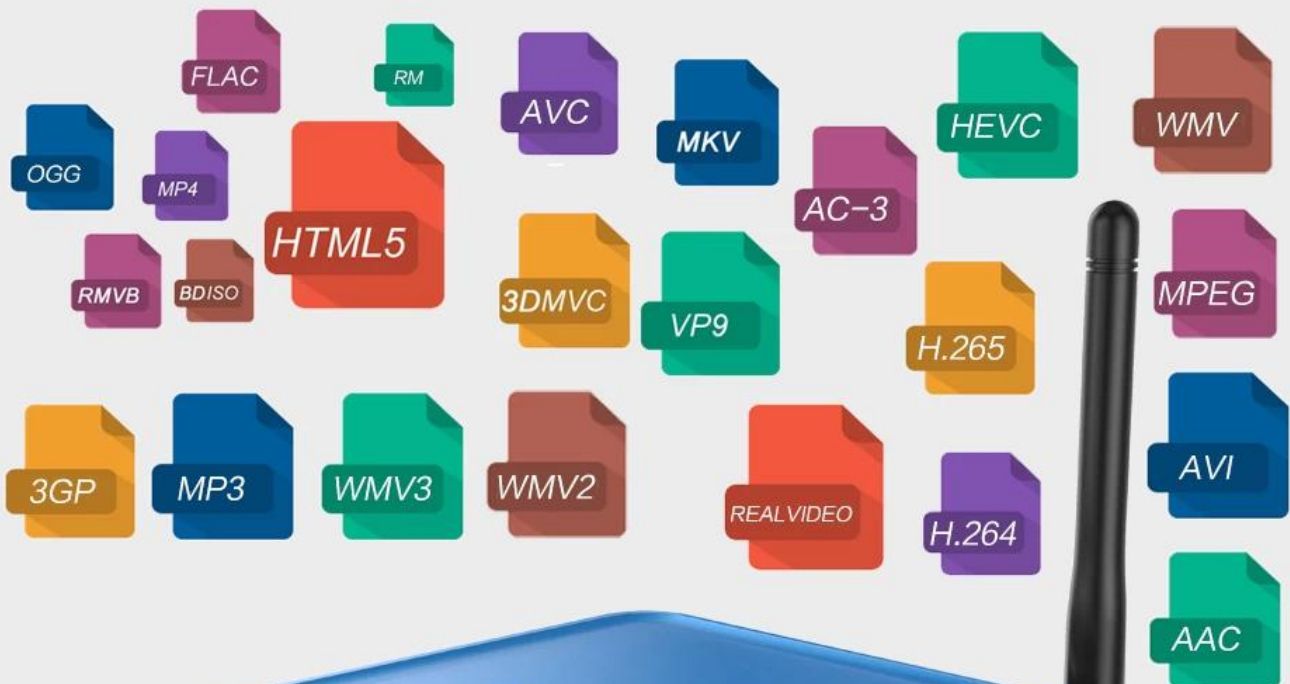 FLAC
RM
AVC
MKV
HEVC
WMV
OGG
MP4
HTML5
AC-3
RMVB
BDISO
3DMVC
VP9
H.265
MPEG
3GP
MP3
WMV3
WMV2
REALVIDEO
H.264
AVI
AAC